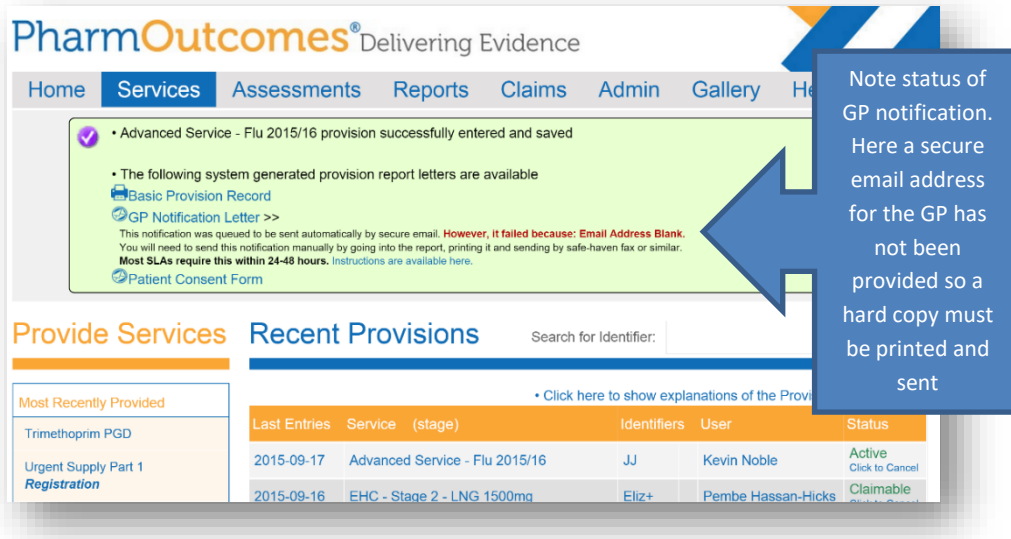 PharmOutcomes® Delivering Evidence
Home Services Assessments Reports Claims Admin Gallery
• Advanced Service - Flu 2015/16 provision successfully entered and saved
• The following system generated provision report letters are available
Basic Provision Record
GP Notification Letter >>
This notification was queued to be sent automatically by secure email. However, it failed because: Email Address Blank.
You will need to send this notification manually by going into the report, printing it and sending by safe-haven fax or similar.
Most SLAs require this within 24-48 hours. Instructions are available here.
Patient Consent Form
Note status of
GP notification.
Here a secure
email address
for the GP has
not been
provided so a
hard copy must
be printed and
sent
Provide Services
Most Recently Provided
Trimethoprim PGD
Urgent Supply Part 1
Registration
Recent Provisions
Search for Identifier:
• Click here to show explanations of the
Last Entries Service (stage) Identifiers User Status
2015-09-17 Advanced Service - Flu 2015/16 JJ Kevin Noble Active
Click to Cancel
2015-09-16 EHC - Stage 2 - LNG 1500mg Eliz+ Pembe Hassan-Hicks Claimable